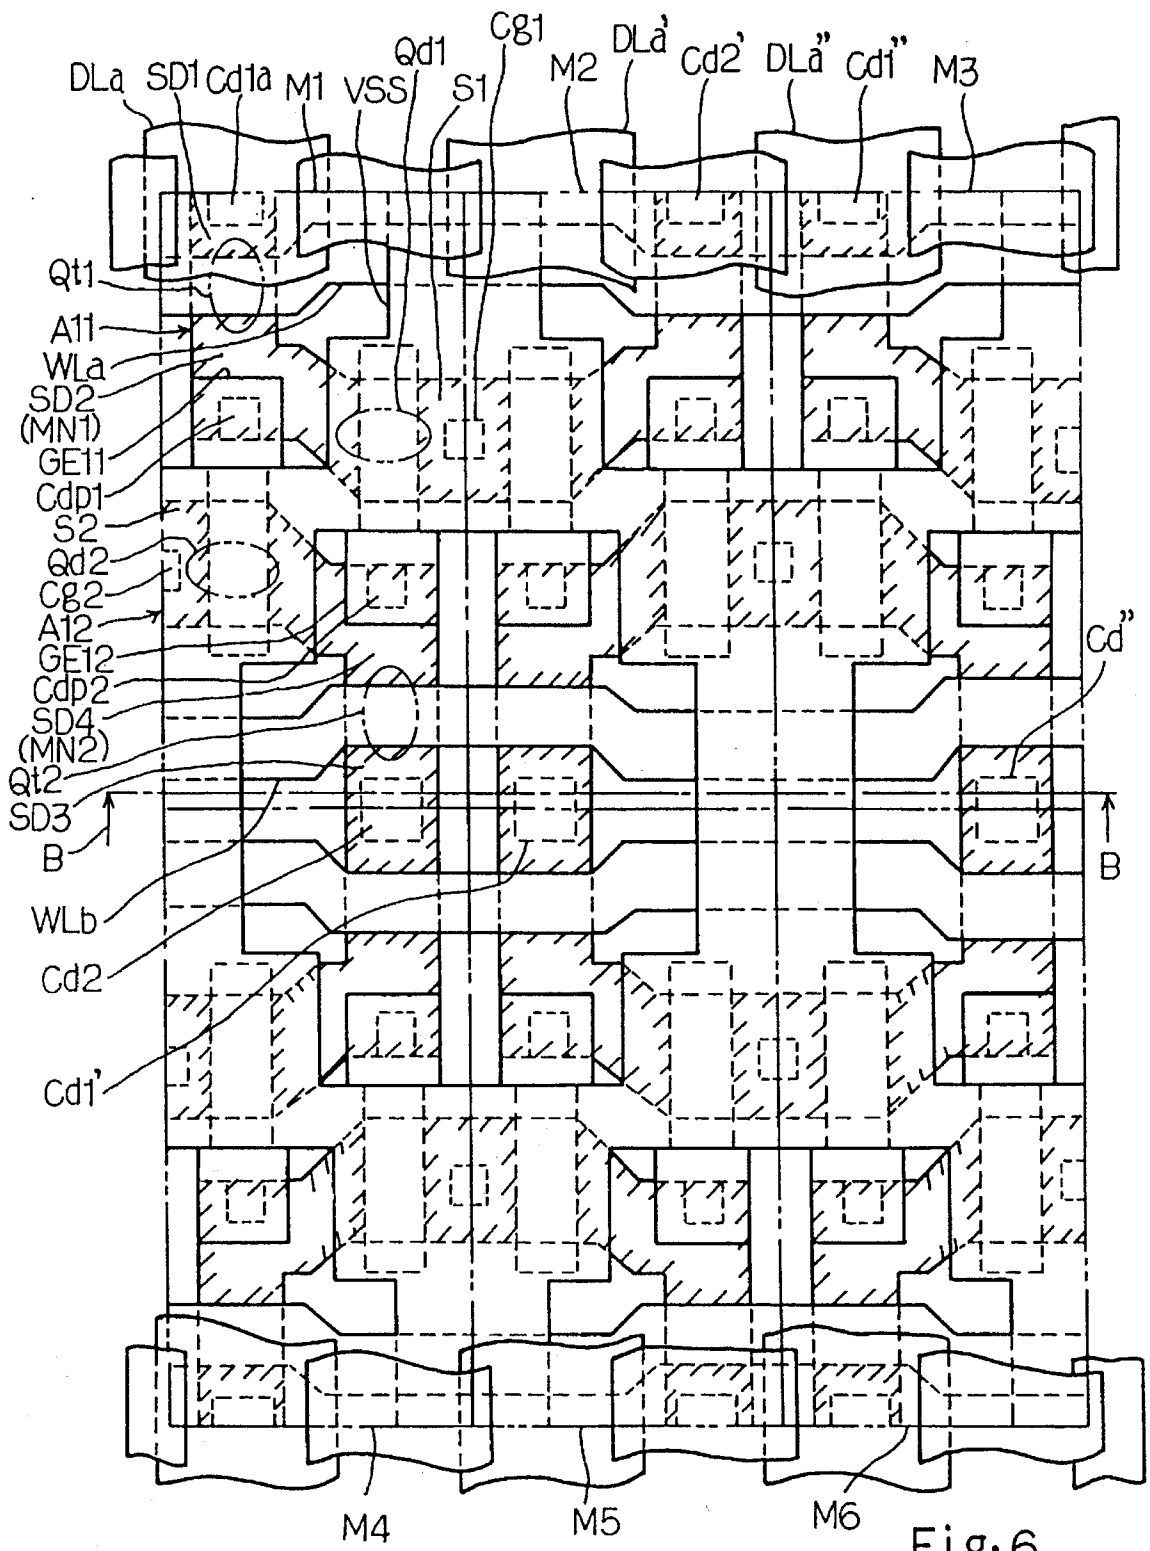 DLa
SD1
Cd1a
M1
VSS
Qd1
S1
Cg1
M2
DLa'
Cd2'
DLa"
Cd1"
M3
Qt1
A11
WLa
SD2
(MN1)
GE11
Cdp1
S2
Qd2
Cg2
A12
GE12
Cdp2
SD4
(MN2)
Qt2
SD3
B
WLb
Cd2
Cd1'
Cd"
B
M4
M5
M6
Fig.6